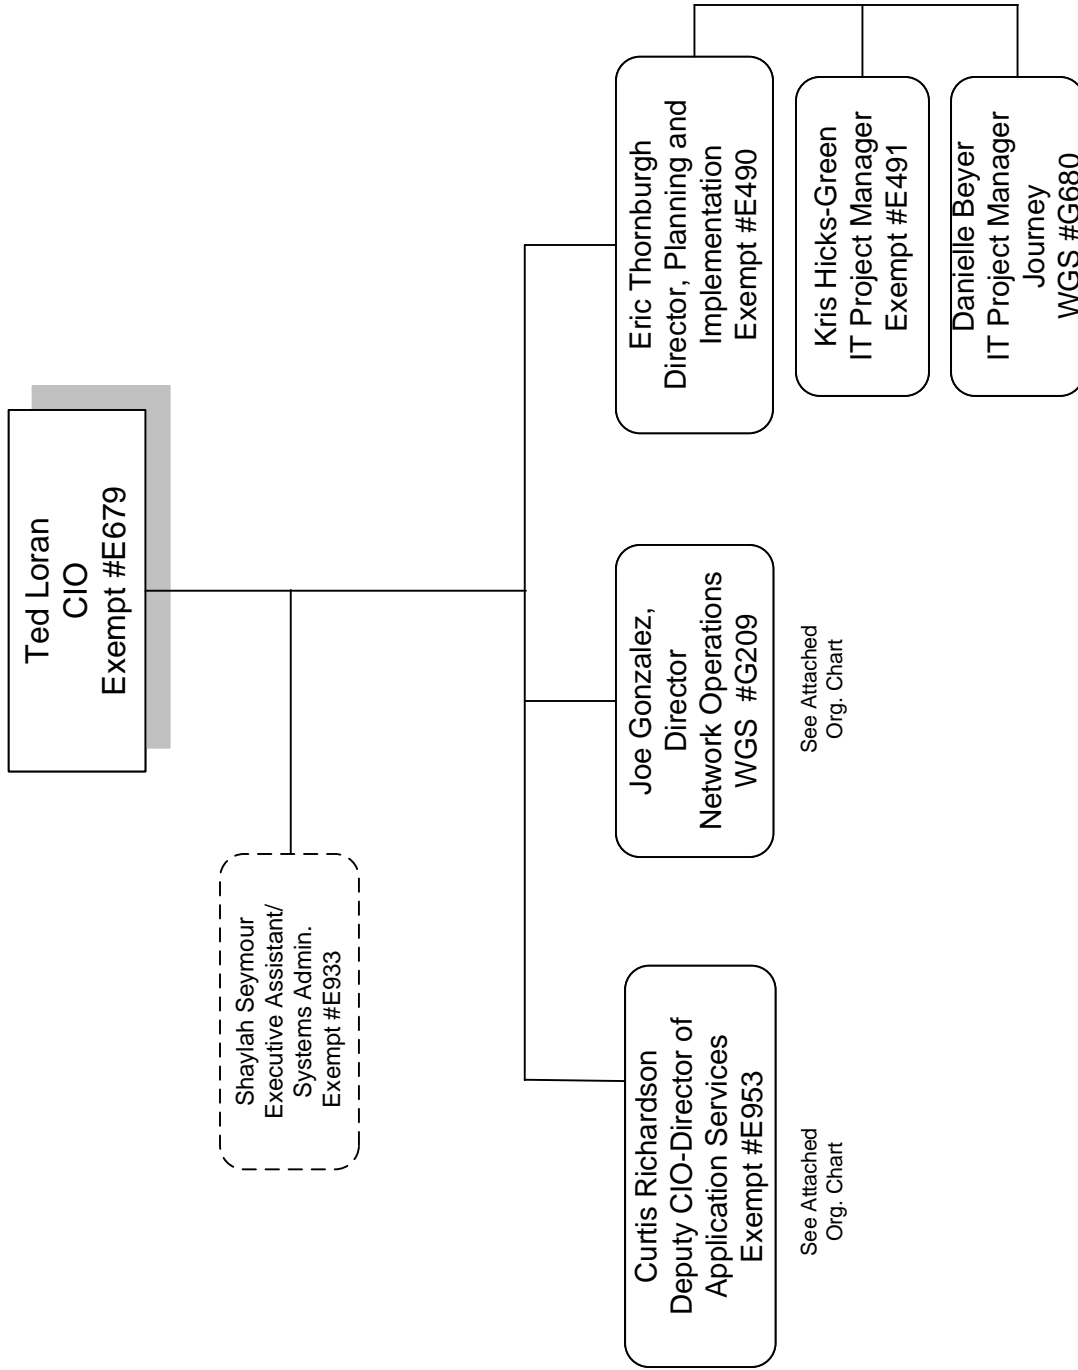 Ted Loran
CIO
Exempt #E679
Shaylah Seymour
Executive Assistant/
Systems Admin.
Exempt #E933
Curtis Richardson
Deputy CIO-Director of
Application Services
Exempt #E953
See Attached
Org. Chart
Joe Gonzalez,
Director
Network Operations
WGS #G209
See Attached
Org. Chart
Eric Thornburgh
Director, Planning and
Implementation
Exempt #E490
Kris Hicks-Green
IT Project Manager
Exempt #E491
Danielle Beyer
IT Project Manager
Journey
WGS #G680